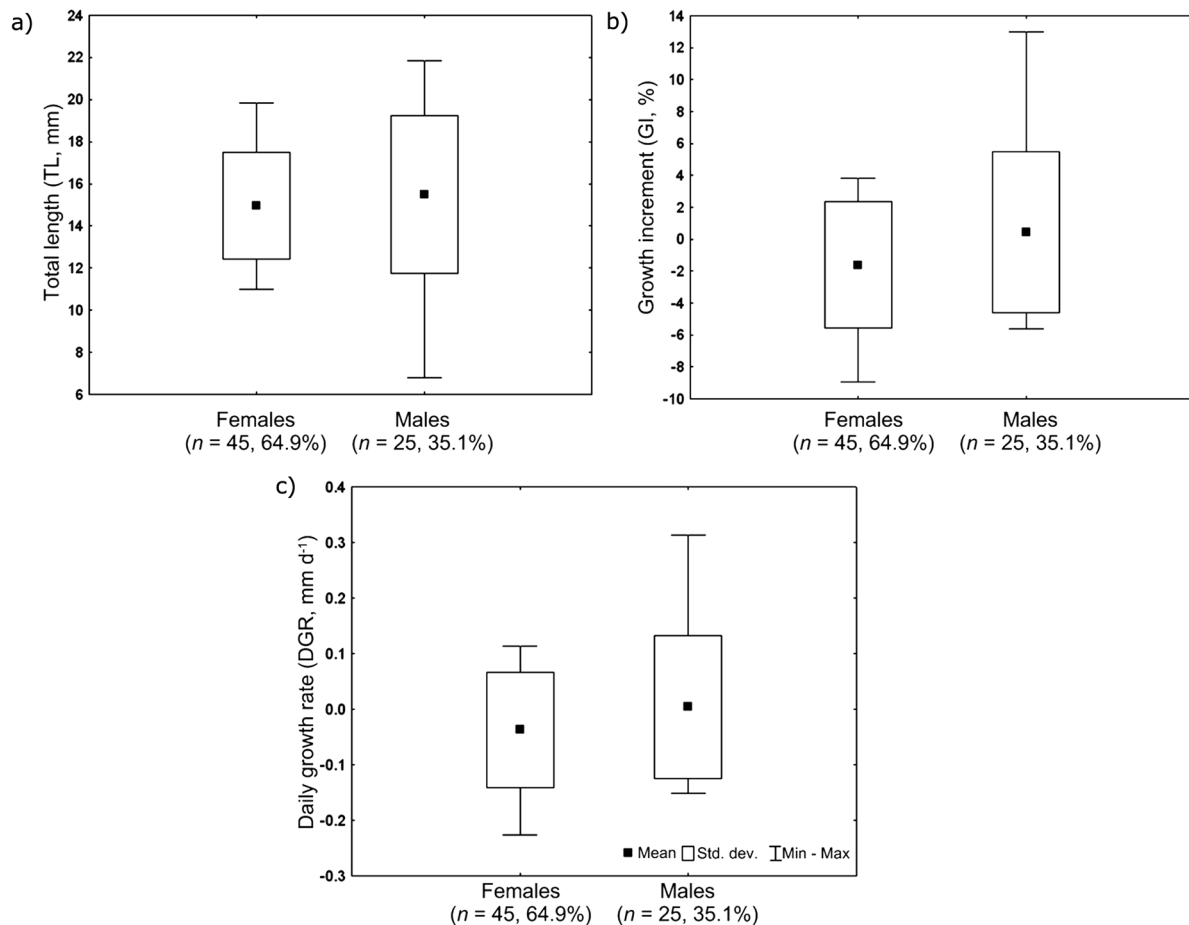 a)
Total length (TL, mm)
24
22
20
18
16
14
12
10
8
6
Females
(n = 45, 64.9%)
Males
(n = 25, 35.1%)
b)
Growth increment (GI, %)
14
12
10
8
6
4
2
0
-2
-4
-6
-8
-10
Females
(n = 45, 64.9%)
Males
(n = 25, 35.1%)
c)
Daily growth rate (DGR, mm d⁻¹)
0.4
0.3
0.2
0.1
0.0
-0.1
-0.2
-0.3
Mean Std. dev. Min - Max
Females
(n = 45, 64.9%)
Males
(n = 25, 35.1%)